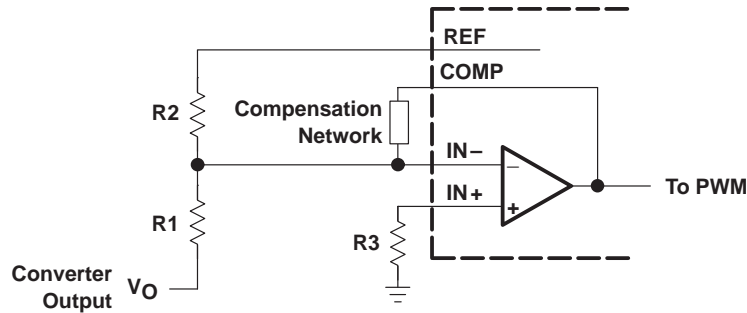 REF
COMP
R2
Compensation
Network
IN−
−
IN+
+
To PWM
R1
R3
Converter
Output
VO